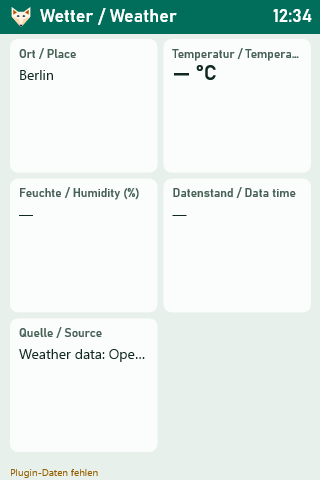 Wetter / Weather 12:34
Ort / Place
Berlin
Temperatur / Tempera...
— °C
Feuchte / Humidity (%)
—
Datenstand / Data time
—
Quelle / Source
Weather data: Ope...
Plugin-Daten fehlen